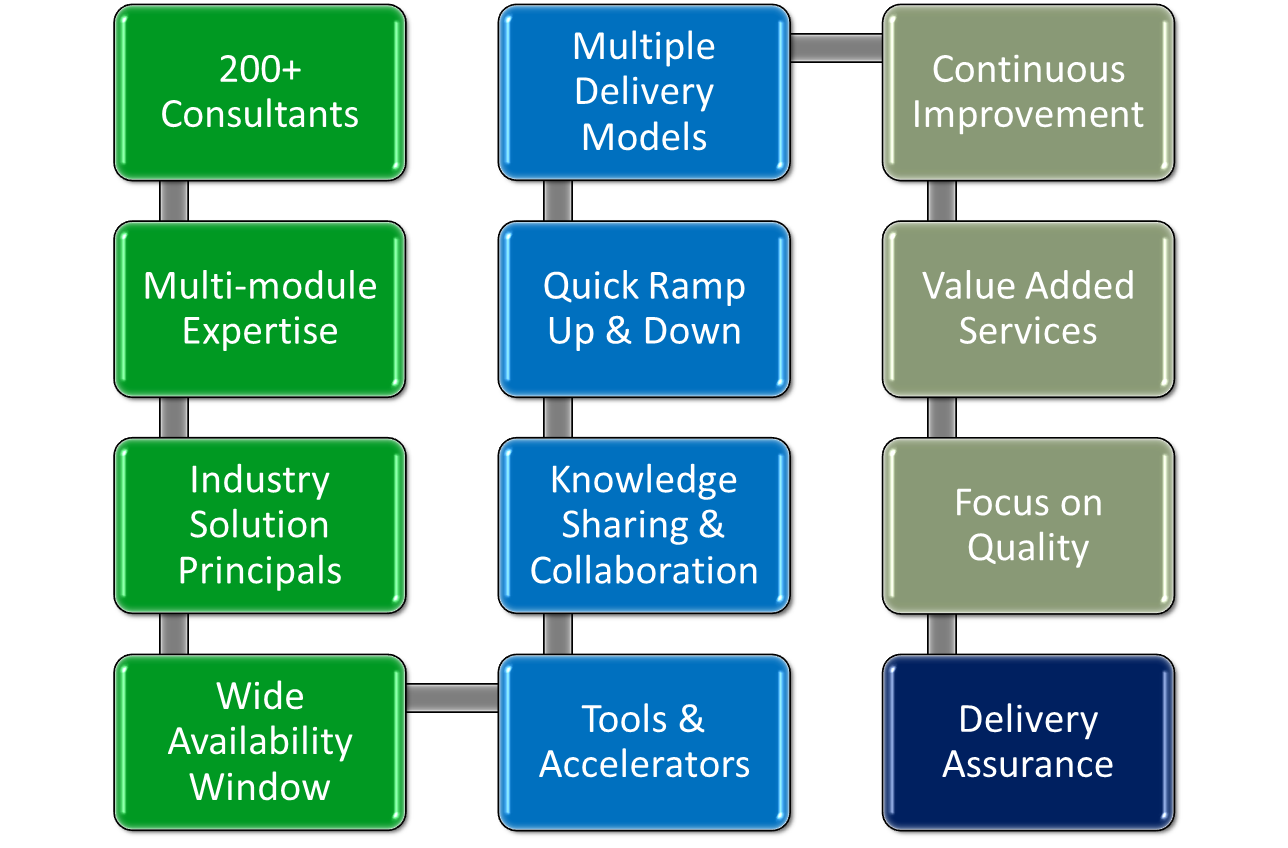 200+
Consultants
Multi-module
Expertise
Industry
Solution
Principals
Wide
Availability
Window
Tools &
Accelerators
Knowledge
Sharing &
Collaboration
Quick Ramp
Up & Down
Multiple
Delivery
Models
Continuous
Improvement
Value Added
Services
Focus on
Quality
Delivery
Assurance